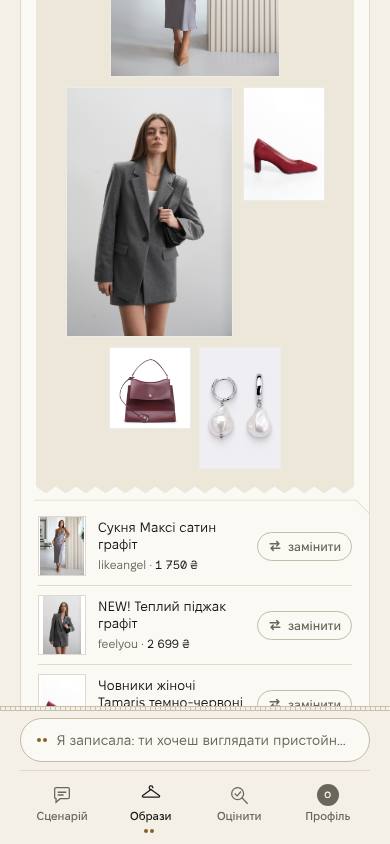 Сукня Максі сатин
графіт
likeangel · 1 750 ₴
замінити
NEW! Теплий піджак
графіт
feelyou · 2 699 ₴
замінити
Човники жіночі
Tamaris темно-червоні
замінити
Я записала: ти хочеш виглядати пристойн...
Сценарій
Образи
Оцінити
О
Профіль